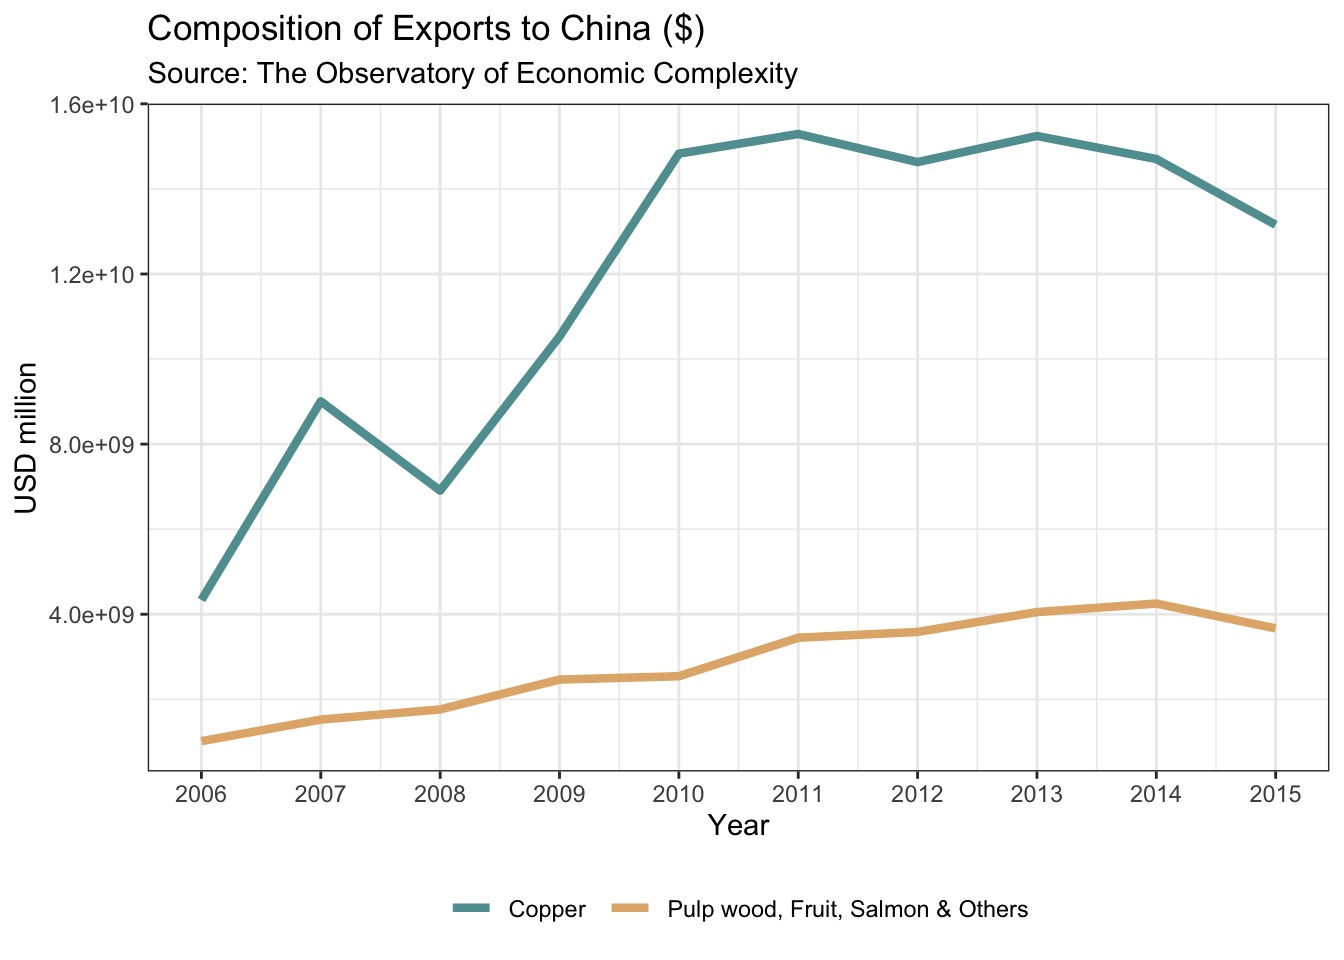 Composition of Exports to China ($)
Source: The Observatory of Economic Complexity
1.6e+10
1.2e+10
8.0e+09
4.0e+09
USD million
2006 2007 2008 2009 2010 2011 2012 2013 2014 2015
Year
Copper Pulp wood, Fruit, Salmon & Others